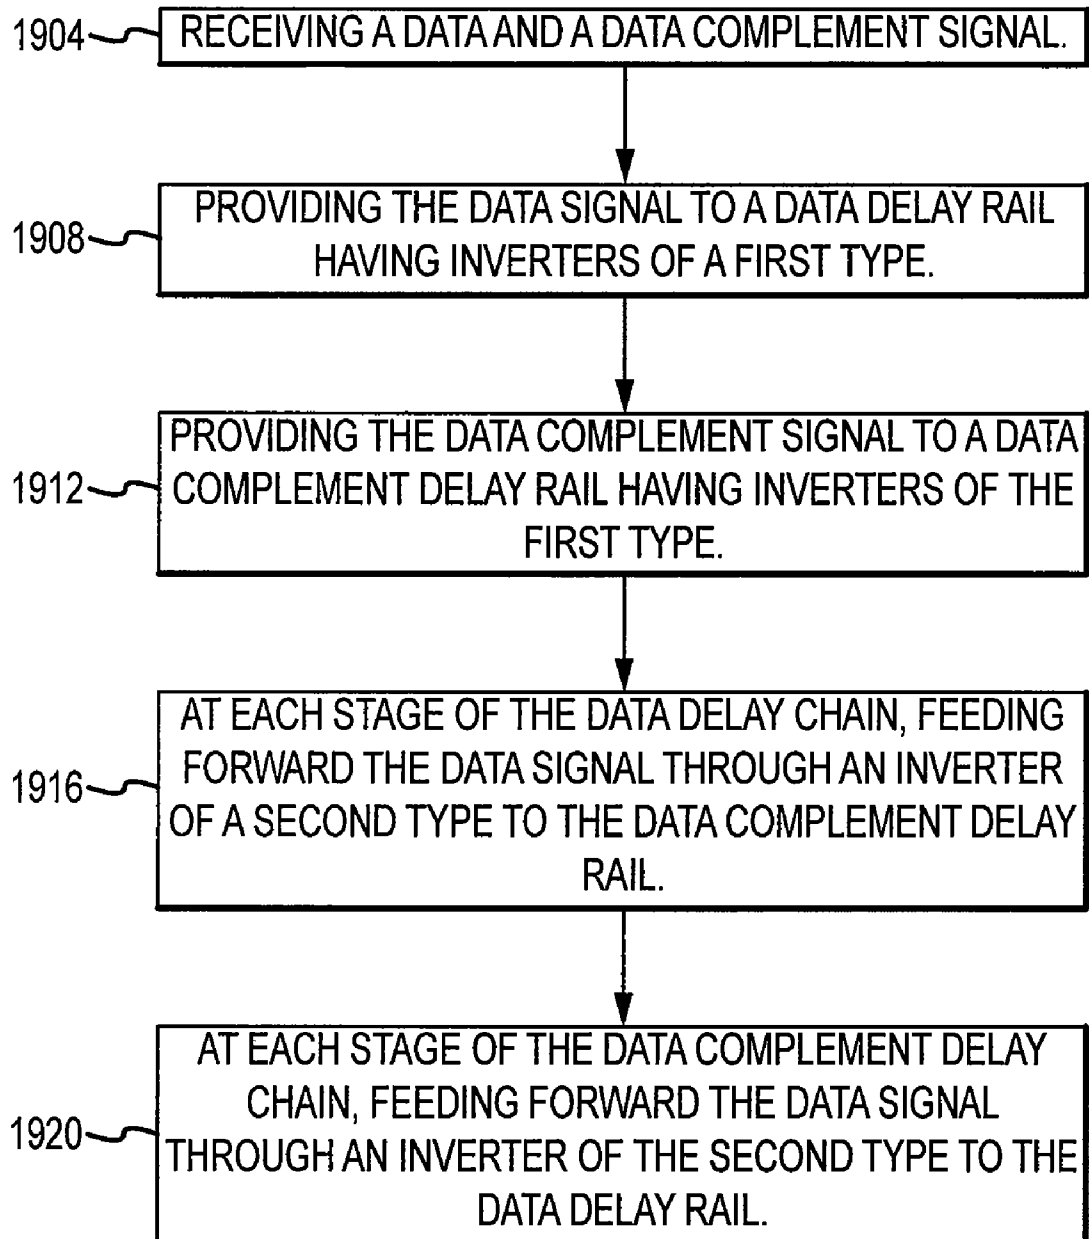 1904
RECEIVING A DATA AND A DATA COMPLEMENT SIGNAL.
1908
PROVIDING THE DATA SIGNAL TO A DATA DELAY RAIL
HAVING INVERTERS OF A FIRST TYPE.
1912
PROVIDING THE DATA COMPLEMENT SIGNAL TO A DATA
COMPLEMENT DELAY RAIL HAVING INVERTERS OF THE
FIRST TYPE.
1916
AT EACH STAGE OF THE DATA DELAY CHAIN, FEEDING
FORWARD THE DATA SIGNAL THROUGH AN INVERTER
OF A SECOND TYPE TO THE DATA COMPLEMENT DELAY
RAIL.
1920
AT EACH STAGE OF THE DATA COMPLEMENT DELAY
CHAIN, FEEDING FORWARD THE DATA SIGNAL
THROUGH AN INVERTER OF THE SECOND TYPE TO THE
DATA DELAY RAIL.